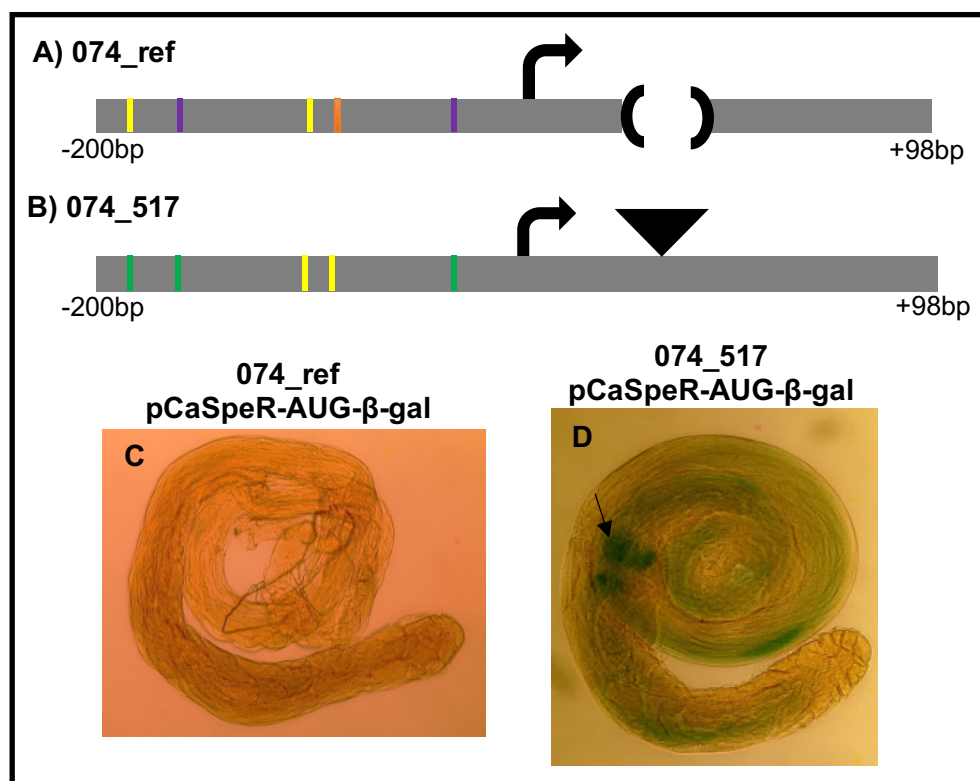 A) 074_ref
-200bp
+98bp
B) 074_517
-200bp
+98bp
074_ref
pCaSpeR-AUG-β-gal
074_517
pCaSpeR-AUG-β-gal
C
D